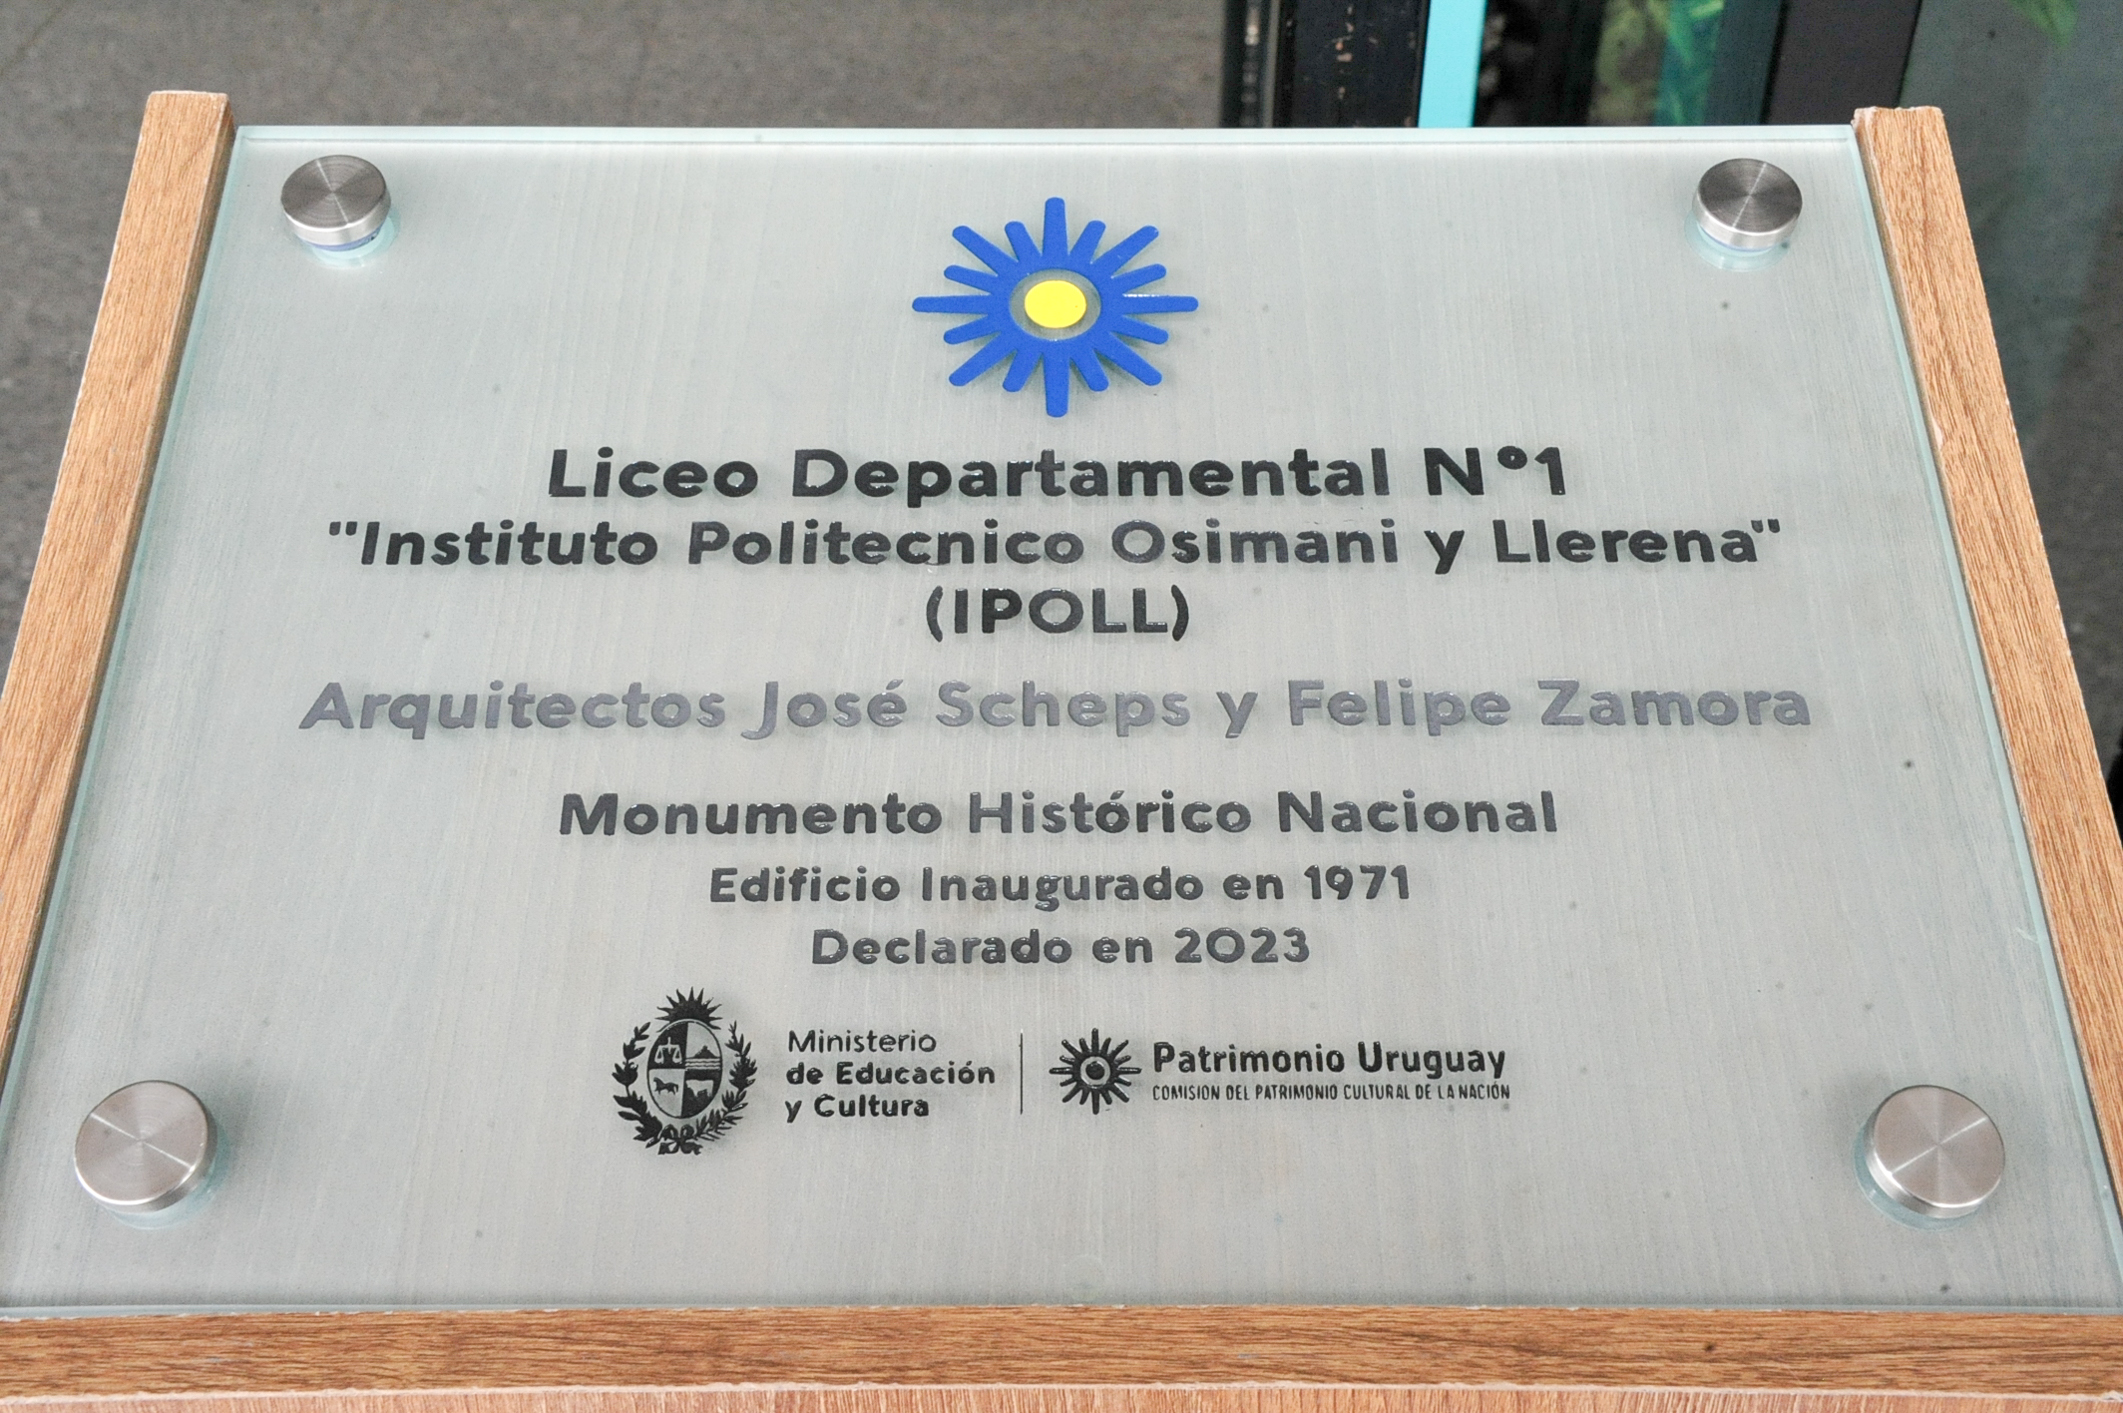 Liceo Departamental N°1
"Instituto Politecnico Osimani y Llerena"
(IPOLL)
Arquitectos José Scheps y Felipe Zamora
Monumento Histórico Nacional
Edificio Inaugurado en 1971
Declarado en 2023
Ministerio
de Educación
y Cultura
Patrimonio Uruguay
COMISION DEL PATRIMONIO CULTURAL DE LA NACIÓN